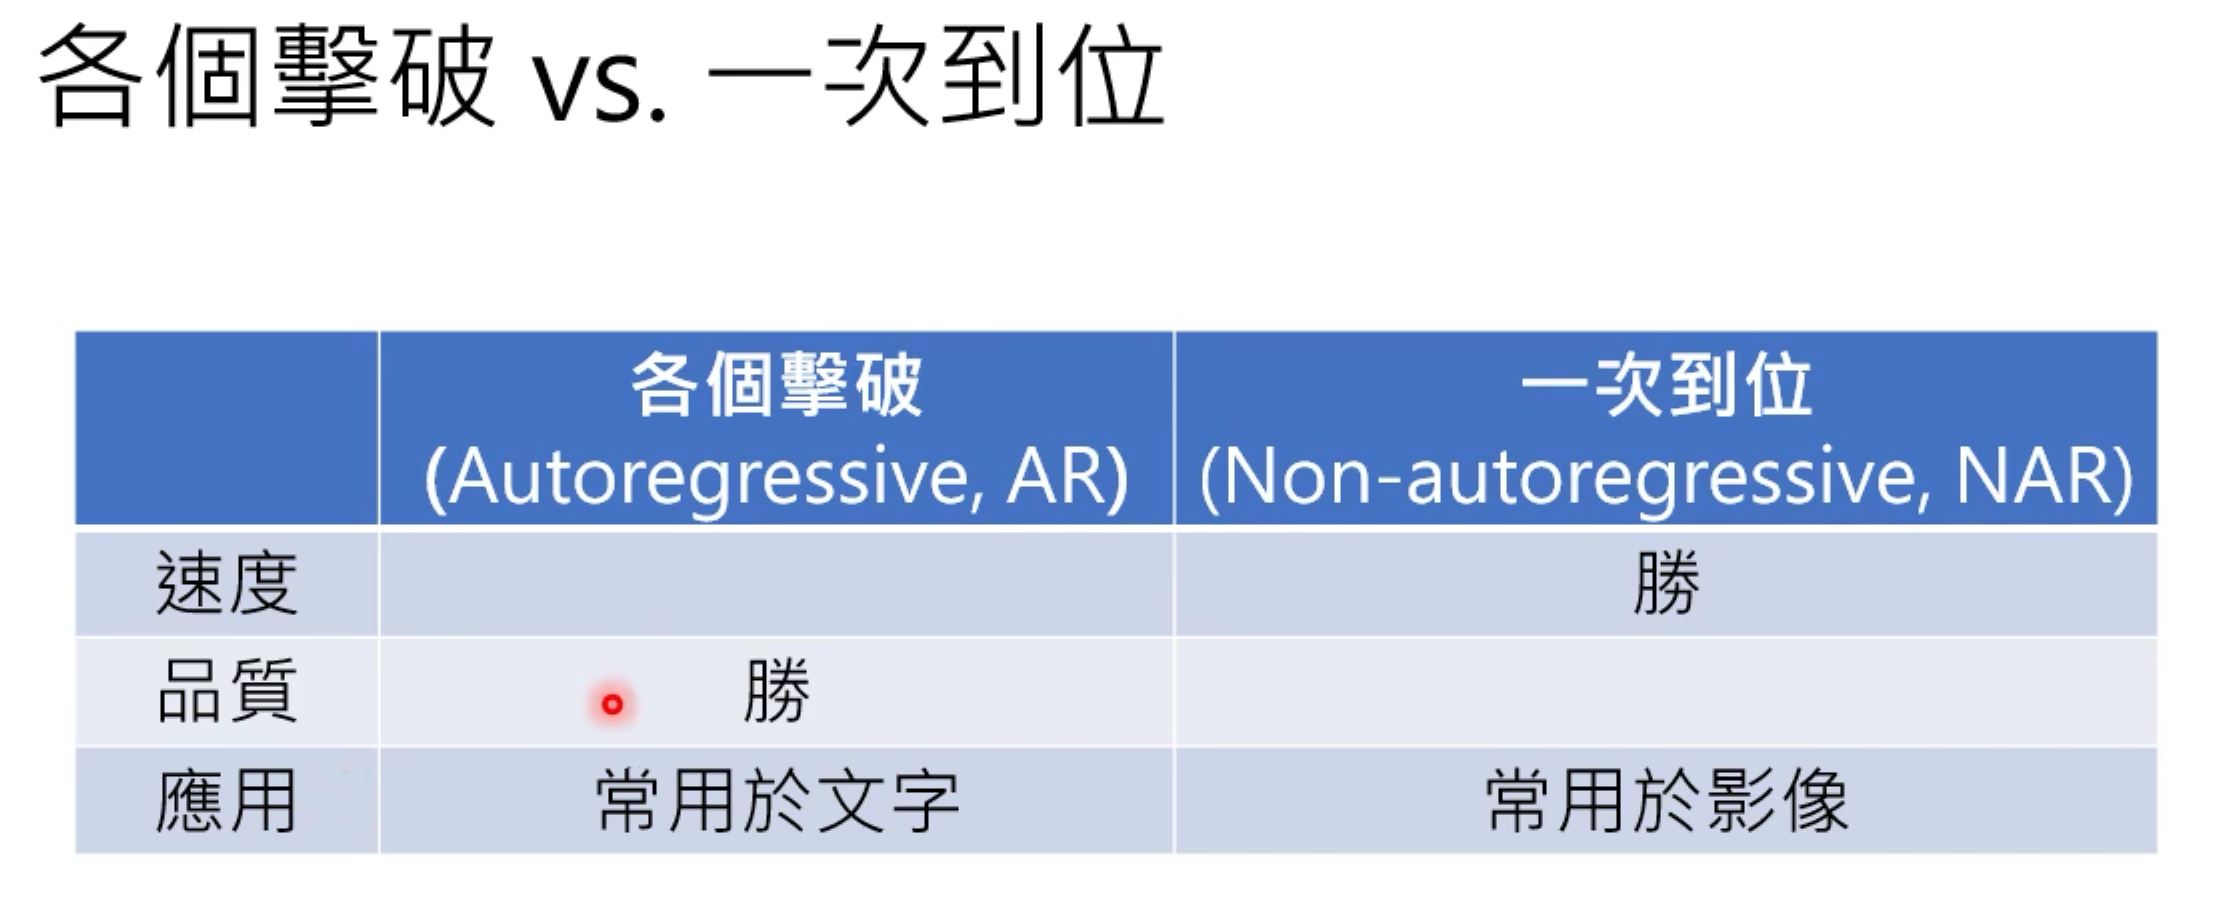 各個擊破 vs. 一次到位
各個擊破
(Autoregressive, AR)
一次到位
(Non-autoregressive, NAR)
速度
勝
品質
勝
應用
常用於文字
常用於影像